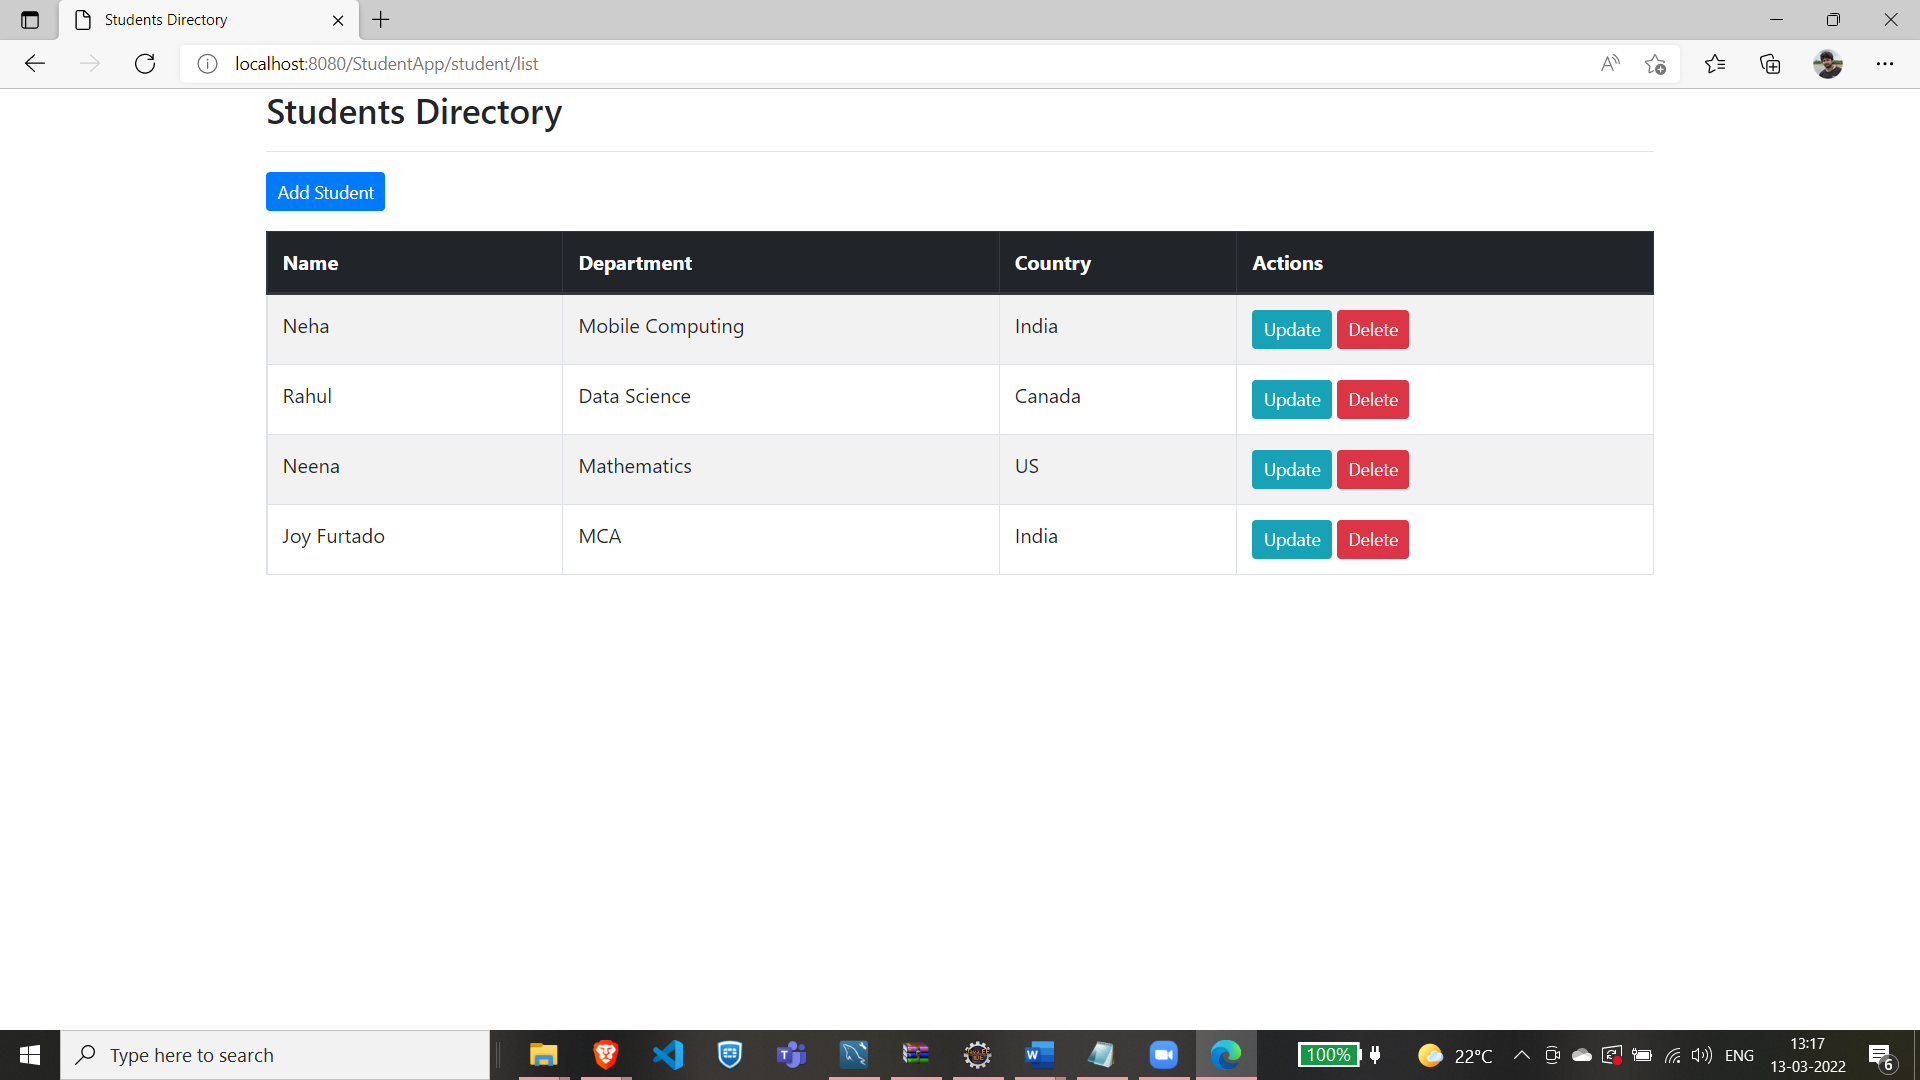 Students Directory
localhost:8080/StudentApp/student/list
Students Directory
Add Student
Name Department Country Actions
Neha Mobile Computing India Update Delete
Rahul Data Science Canada Update Delete
Neena Mathematics US Update Delete
Joy Furtado MCA India Update Delete
Type here to search
100%
22°C
ENG
13:17
13-03-2022
6